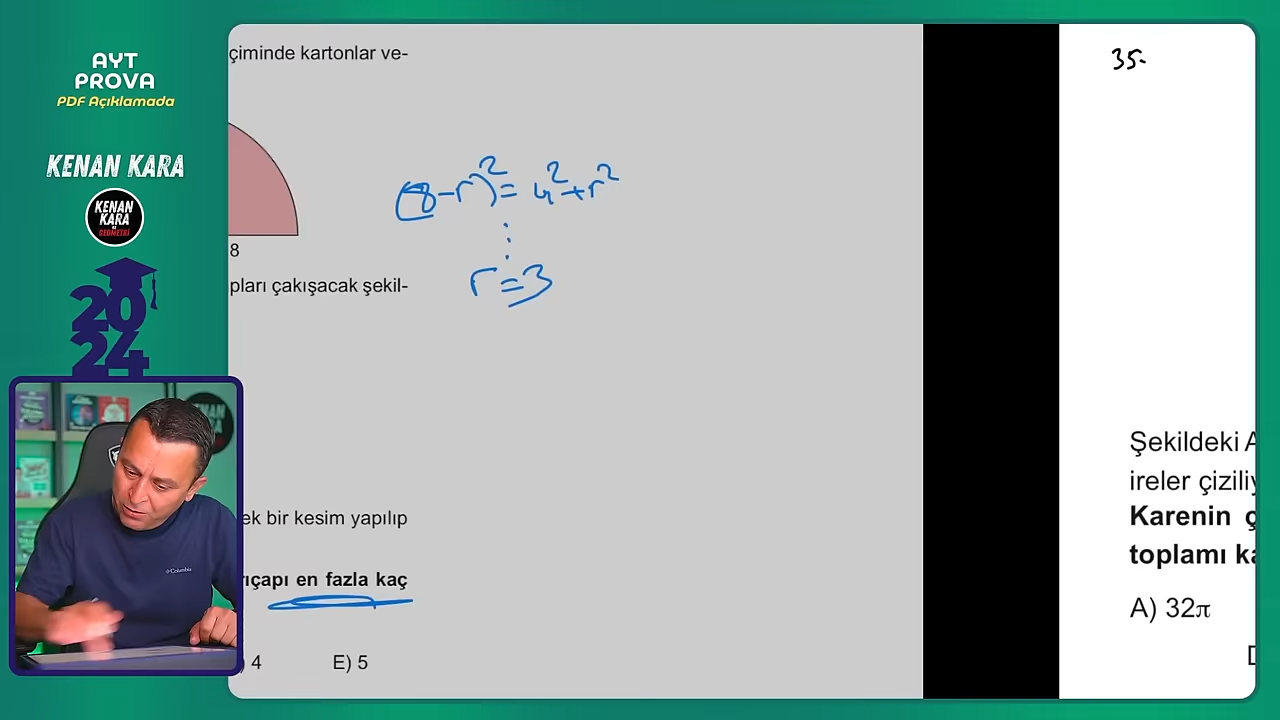 AYT
PROVA
PDF Açıklamada
KENAN KARA
KENAN
KARA
GEOMETRİ
2024
çiminde kartonlar ve-
8
pları çakışacak şekil-
ek bir kesim yapılıp
rıçapı en fazla kaç
) 4 E) 5
(8-r)² = 4² + r²
⋮
r = 3
35-
Şekildeki A
ireler çiziliy
Karenin ç
toplamı ka
A) 32π
D
Columbia